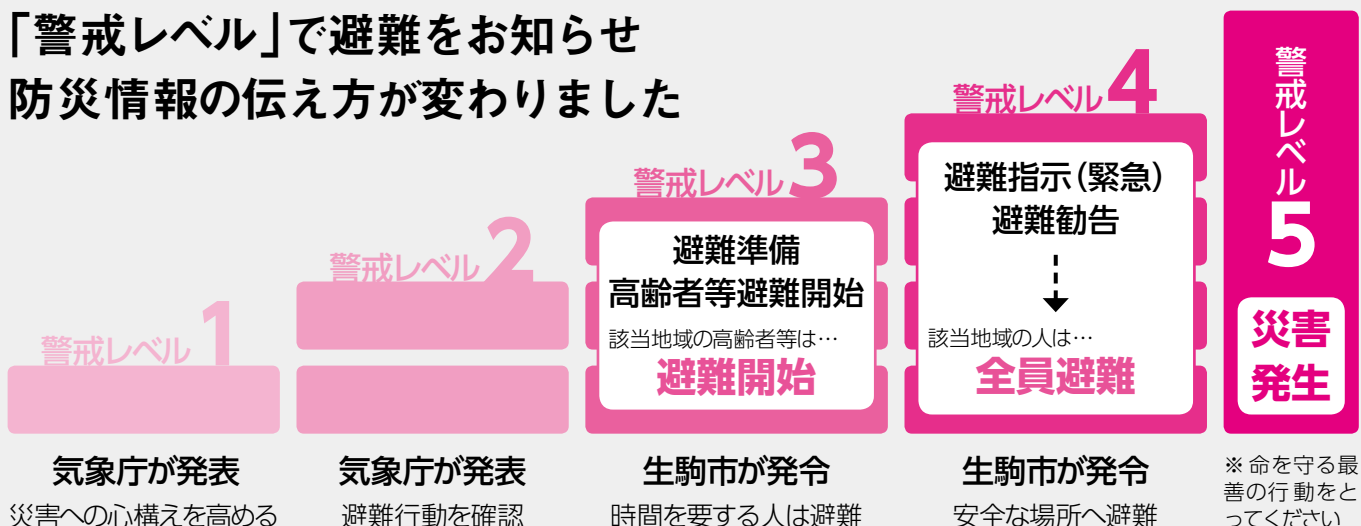 「警戒レベル」で避難をお知らせ
防災情報の伝え方が変わりました
警戒レベル1
気象庁が発表
災害への心構えを高める
警戒レベル2
気象庁が発表
避難行動を確認
警戒レベル3
避難準備
高齢者等避難開始
該当地域の高齢者等は…
避難開始
生駒市が発令
時間を要する人は避難
警戒レベル4
避難指示（緊急）
避難勧告
該当地域の人は…
全員避難
生駒市が発令
安全な場所へ避難
警戒レベル5
災害
発生
※命を守る最
善の行動をと
ってください